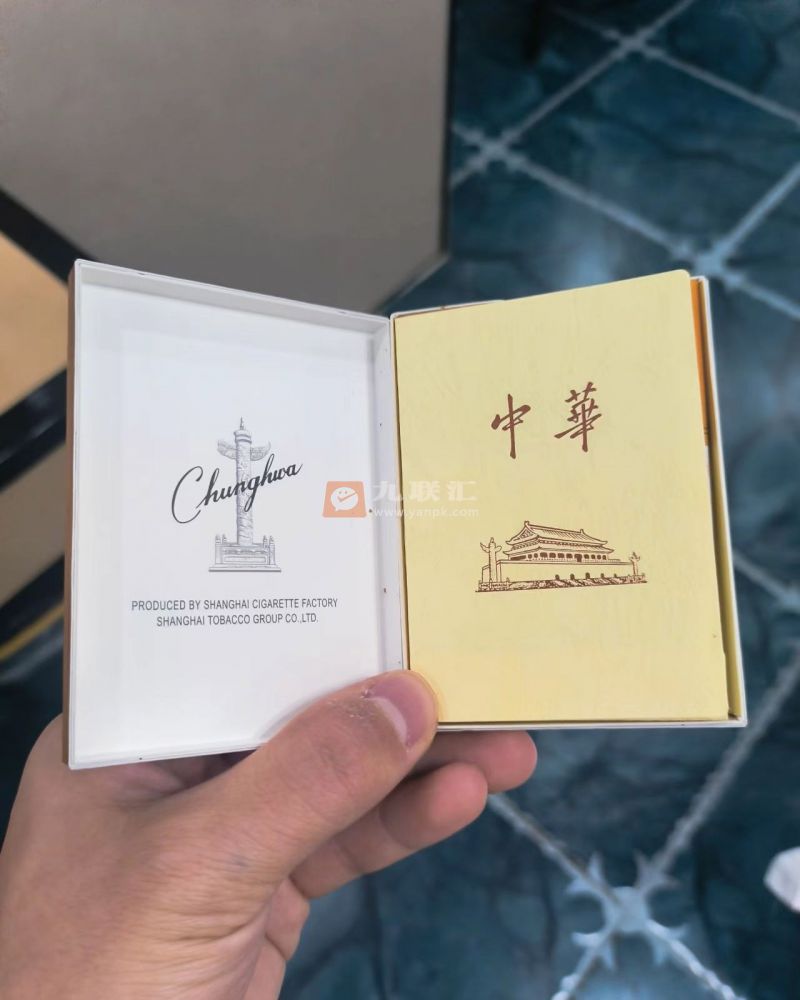 Chunghwa
PRODUCED BY SHANGHAI CIGARETTE FACTORY
SHANGHAI TOBACCO GROUP CO.,LTD.
中華
九联汇
www.yanpk.com